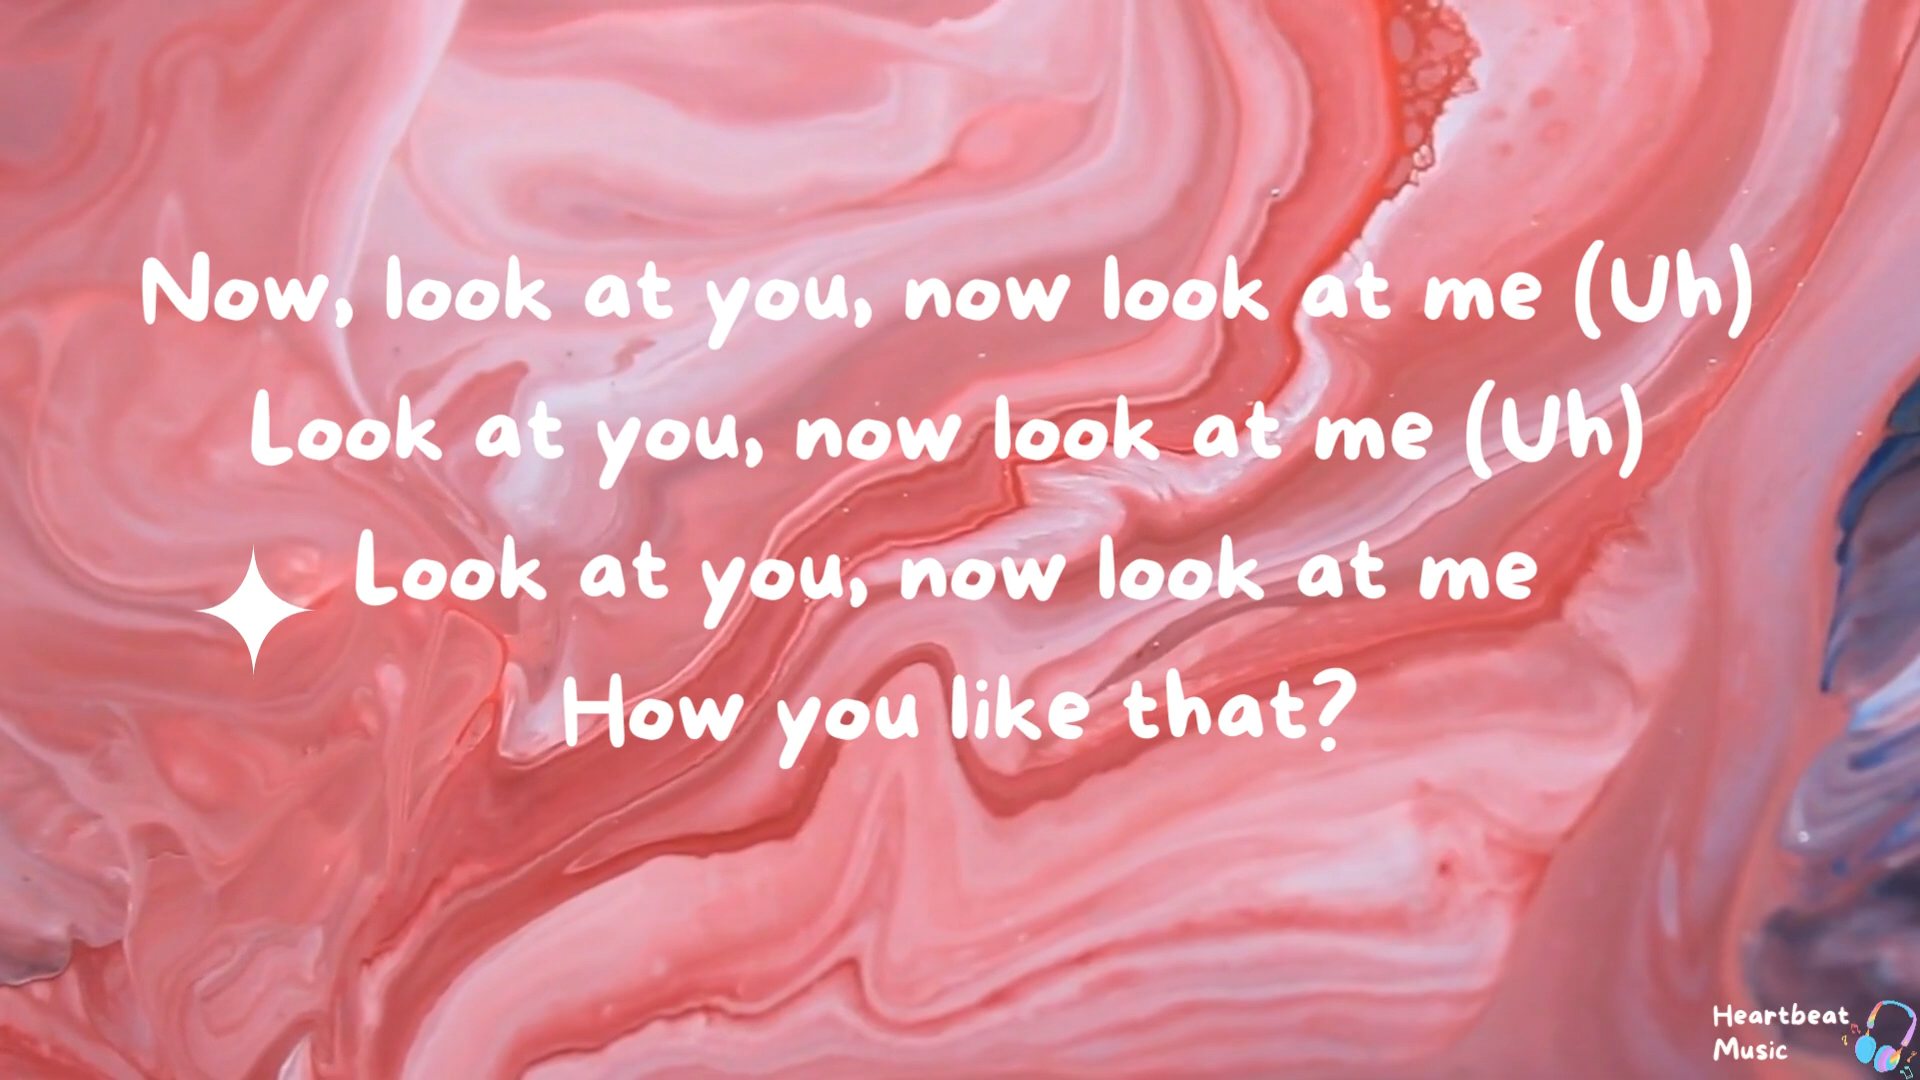 Now, look at you, now look at me (Uh)
Look at you, now look at me (Uh)
Look at you, now look at me
How you like that?
Heartbeat
Music